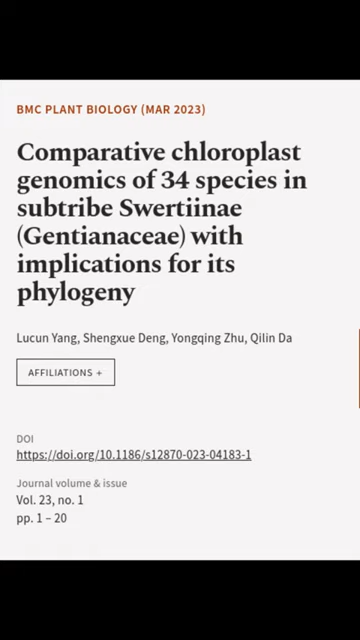 BMC PLANT BIOLOGY (MAR 2023)
Comparative chloroplast
genomics of 34 species in
subtribe Swertiinae
(Gentianaceae) with
implications for its
phylogeny
Lucun Yang, Shengxue Deng, Yongqing Zhu, Qilin Da
AFFILIATIONS +
DOI
https://doi.org/10.1186/s12870-023-04183-1
Journal volume & issue
Vol. 23, no. 1
pp. 1 – 20